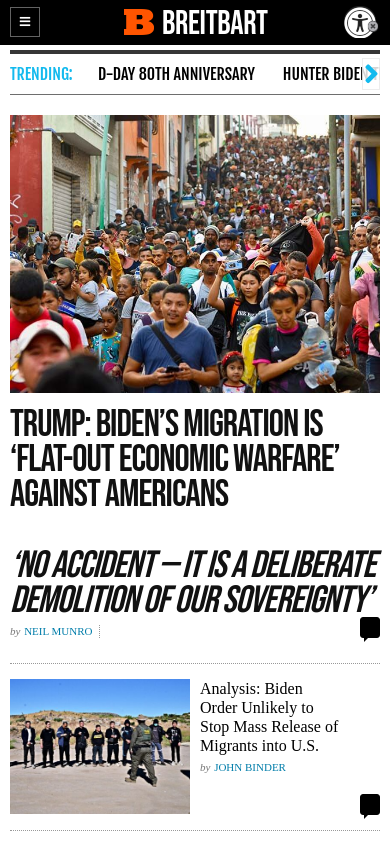 BREITBART
TRENDING:
D-DAY 80TH ANNIVERSARY
HUNTER BIDEN
TRUMP: BIDEN’S MIGRATION IS
‘FLAT-OUT ECONOMIC WARFARE’
AGAINST AMERICANS
‘NO ACCIDENT — IT IS A DELIBERATE
DEMOLITION OF OUR SOVEREIGNTY’
by NEIL MUNRO
Analysis: Biden
Order Unlikely to
Stop Mass Release of
Migrants into U.S.
by JOHN BINDER